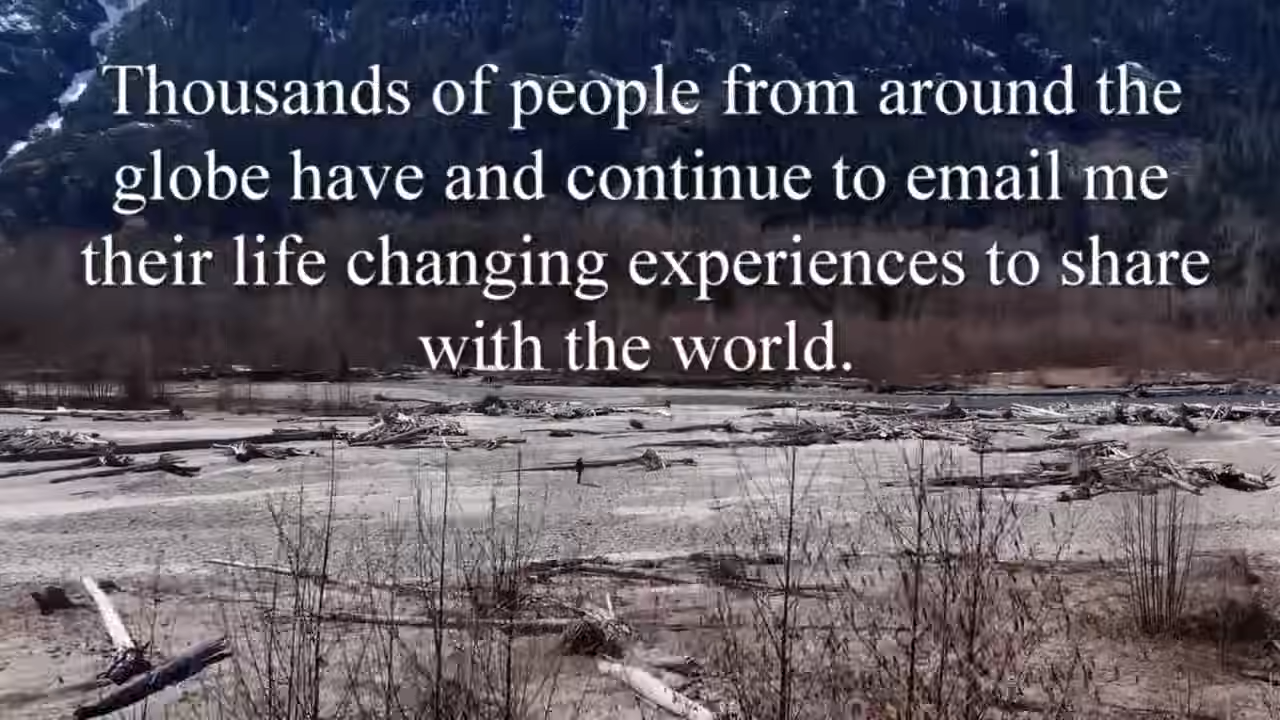 Thousands of people from around the
globe have and continue to email me
their life changing experiences to share
with the world.